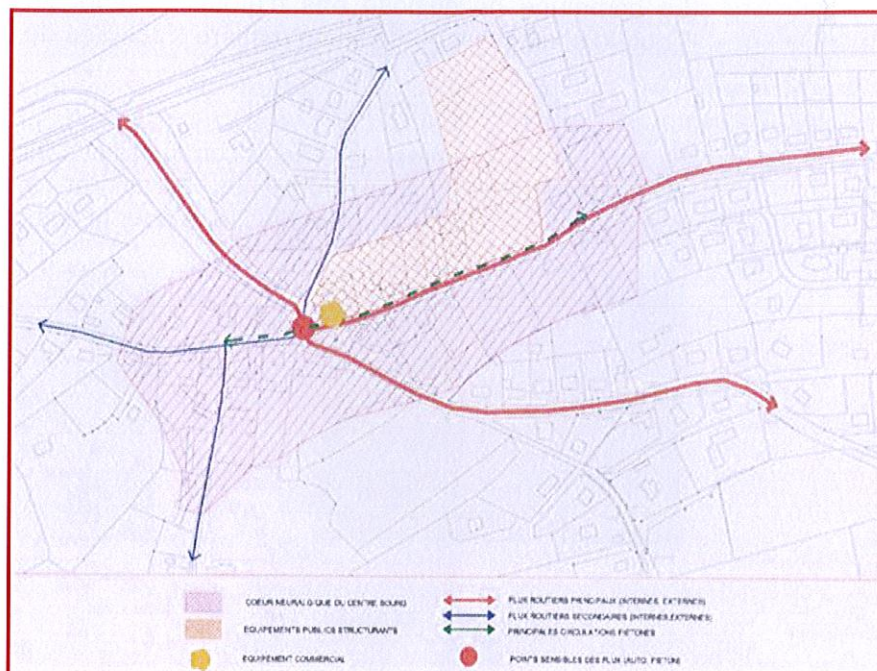 COEUR NEURALGIQUE DU CENTRE BOURG
EQUIPEMENTS PUBLICS STRUCTURANTS
EQUIPEMENT COMMERCIAL
FLUX ROUTIERS PRINCIPAUX (INTERNES, EXTERNES)
FLUX ROUTIERS SECONDAIRES (INTERNES, EXTERNES)
PRINCIPALES CIRCULATIONS PIETONES
POINTS SENSIBLES DES FLUX (AUTO, PIETON)